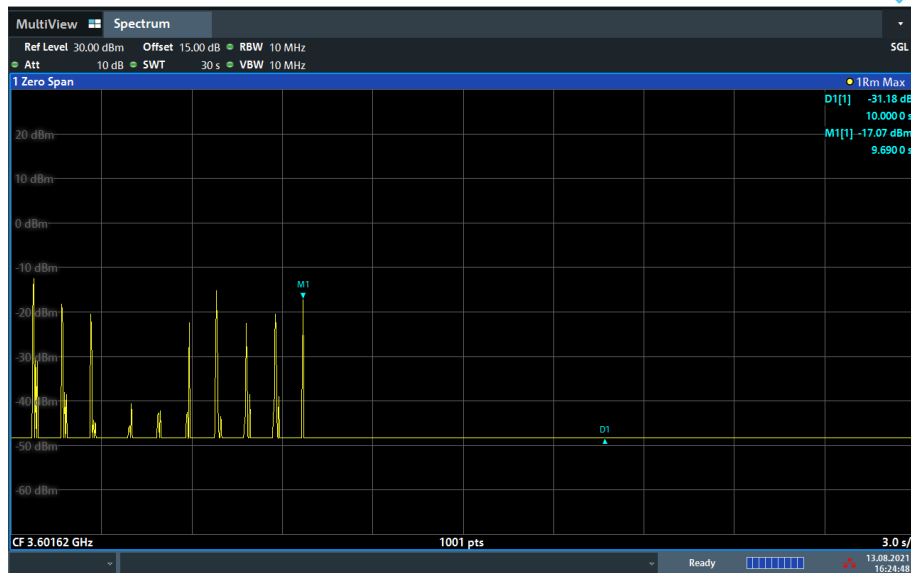 MultiView Spectrum
Ref Level 30.00 dBm Offset 15.00 dB RBW 10 MHz SGL
Att 10 dB SWT 30 s VBW 10 MHz
1 Zero Span 1Rm Max
D1[1] -31.18 dB
10.000 0 s
M1[1] -17.07 dBm
9.690 0 s
20 dBm
10 dBm
0 dBm
-10 dBm
M1
-20 dBm
-30 dBm
-40 dBm
D1
-50 dBm
-60 dBm
CF 3.60162 GHz 1001 pts 3.0 s/
Ready 13.08.2021
16:24:48